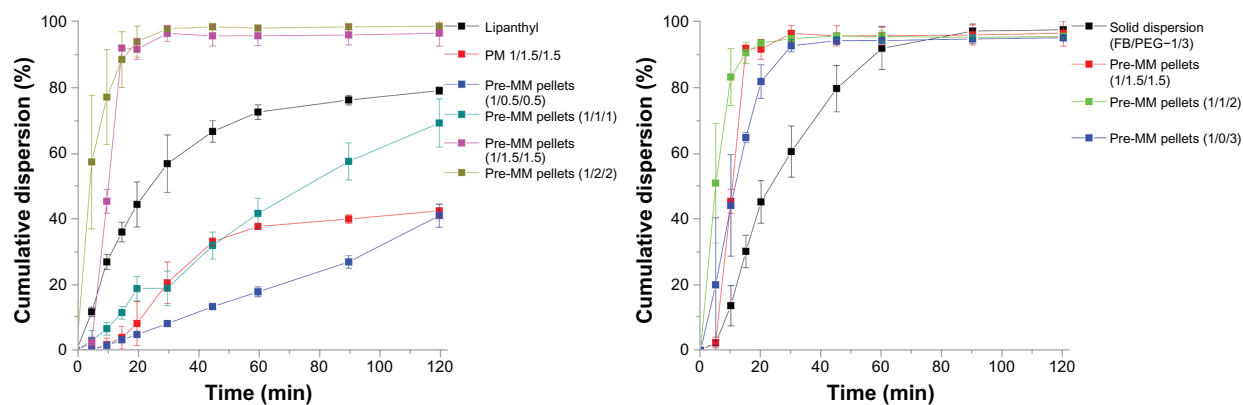 Cumulative dispersion (%)
100
80
60
40
20
0
0 20 40 60 80 100 120
Time (min)
Lipanthyl
PM 1/1.5/1.5
Pre-MM pellets
(1/0.5/0.5)
Pre-MM pellets (1/1/1)
Pre-MM pellets
(1/1.5/1.5)
Pre-MM pellets (1/2/2)
Cumulative dispersion (%)
100
80
60
40
20
0
0 20 40 60 80 100 120
Time (min)
Solid dispersion
(FB/PEG−1/3)
Pre-MM pellets
(1/1.5/1.5)
Pre-MM pellets (1/1/2)
Pre-MM pellets (1/0/3)